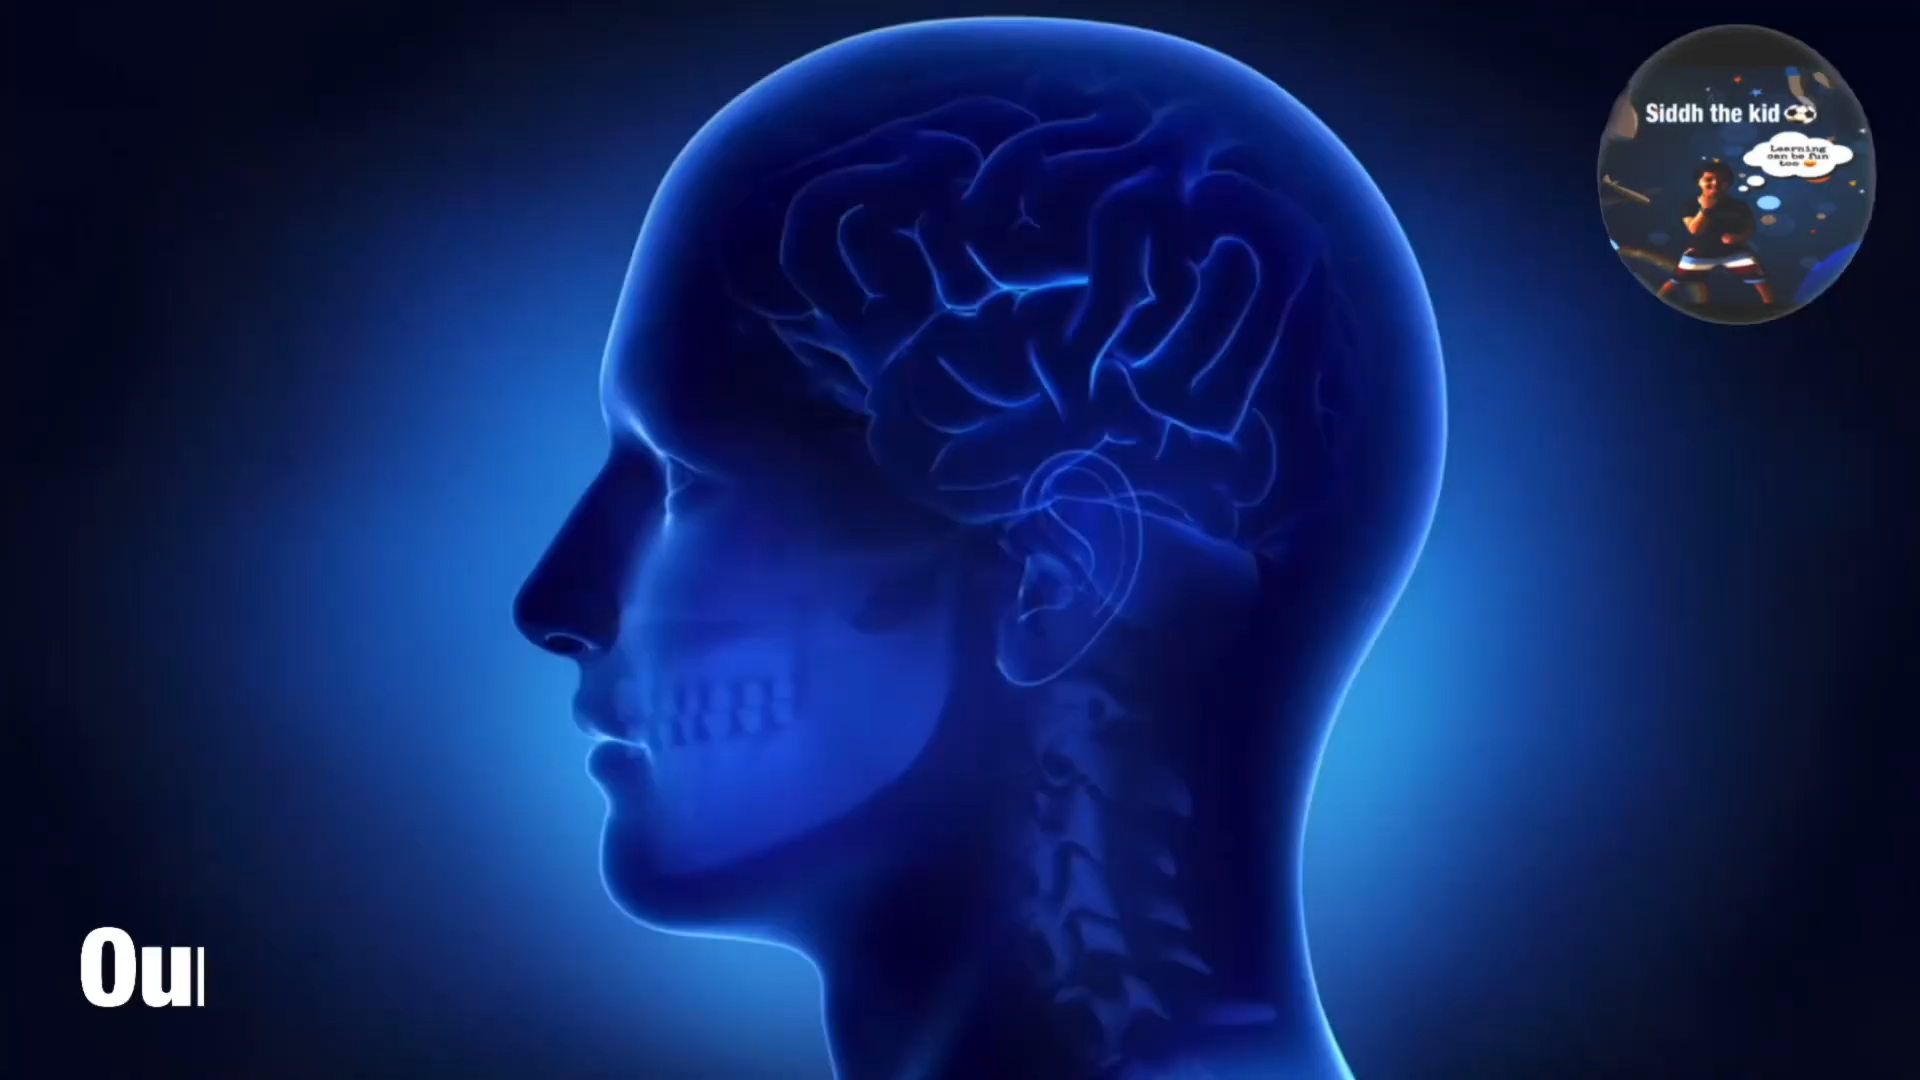 Siddh the kid
Learning
can be fun
too
Ou